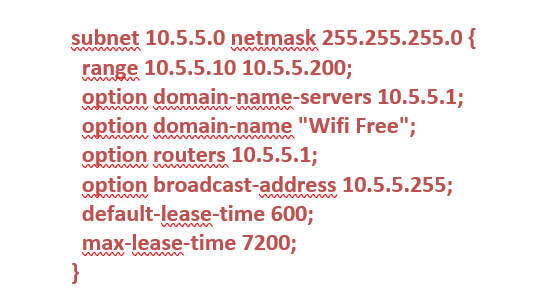 subnet 10.5.5.0 netmask 255.255.255.0 {
range 10.5.5.10 10.5.5.200;
option domain-name-servers 10.5.5.1;
option domain-name "Wifi Free";
option routers 10.5.5.1;
option broadcast-address 10.5.5.255;
default-lease-time 600;
max-lease-time 7200;
}